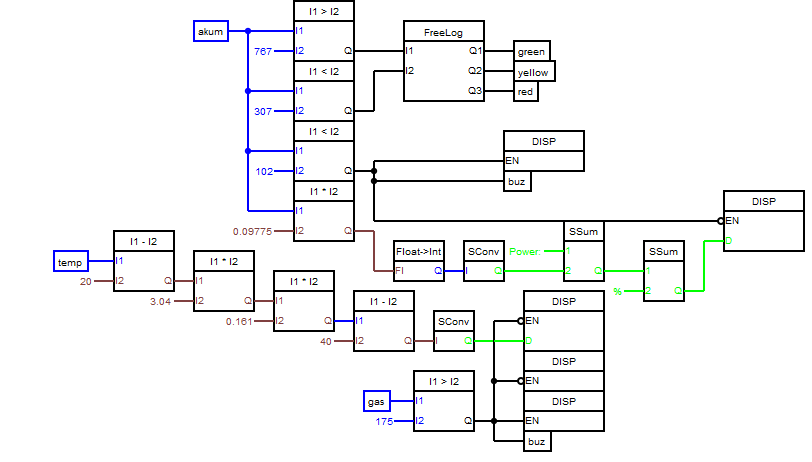 I1 > I2
akum
I1
767
I2
Q
I1 < I2
I1
307
I2
Q
I1 < I2
I1
102
I2
Q
I1 * I2
I1
0.09775
I2
Q
FreeLog
I1
Q1
green
I2
Q2
yellow
Q3
red
DISP
EN
buz
DISP
EN
D
Float->Int
FI
Q
SConv
I
Q
SSum
Power:
1
2
Q
SSum
1
%
2
Q
I1 - I2
temp
I1
20
I2
Q
I1 * I2
I1
3.04
I2
Q
I1 * I2
I1
0.161
I2
Q
I1 - I2
I1
40
I2
Q
SConv
I
Q
DISP
EN
D
DISP
EN
DISP
EN
buz
I1 > I2
gas
I1
175
I2
Q